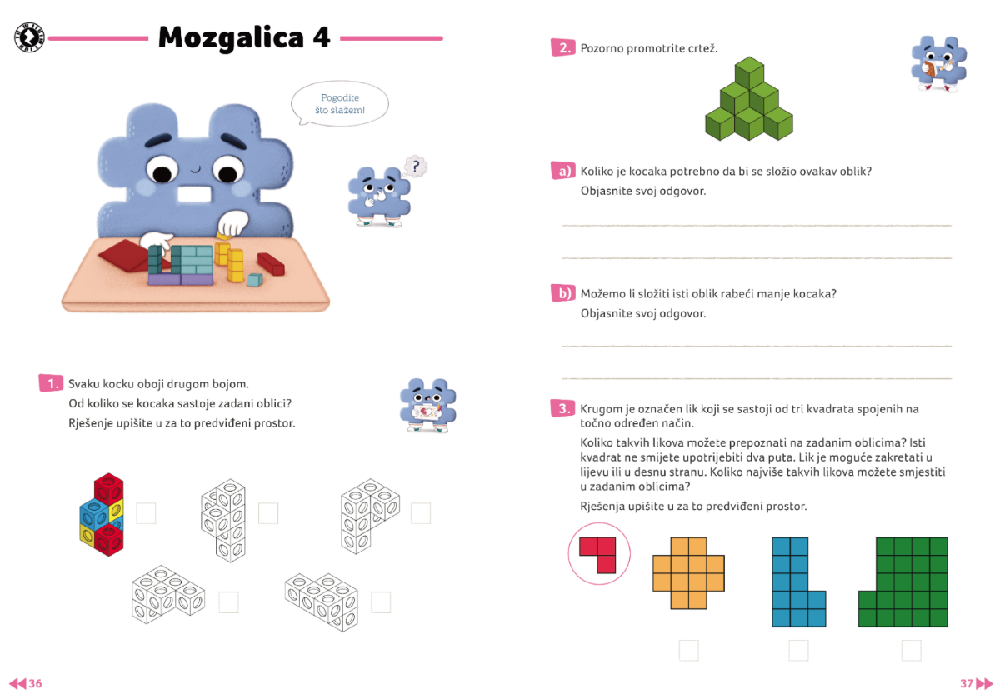 Mozgalica 4
Pogodite
što slažem!
?
1. Svaku kocku oboji drugom bojom.
Od koliko se kocaka sastoje zadani oblici?
Rješenje upišite u za to predviđeni prostor.
36
2. Pozorno promotrite crtež.
a) Koliko je kocaka potrebno da bi se složio ovakav oblik?
Objasnite svoj odgovor.
b) Možemo li složiti isti oblik rabeći manje kocaka?
Objasnite svoj odgovor.
3. Krugom je označen lik koji se sastoji od tri kvadrata spojenih na
točno određen način.
Koliko takvih likova možete prepoznati na zadanim oblicima? Isti
kvadrat ne smijete upotrijebiti dva puta. Lik je moguće zakretati u
lijevu ili u desnu stranu. Koliko najviše takvih likova možete smjestiti
u zadanim oblicima?
Rješenja upišite u za to predviđeni prostor.
37